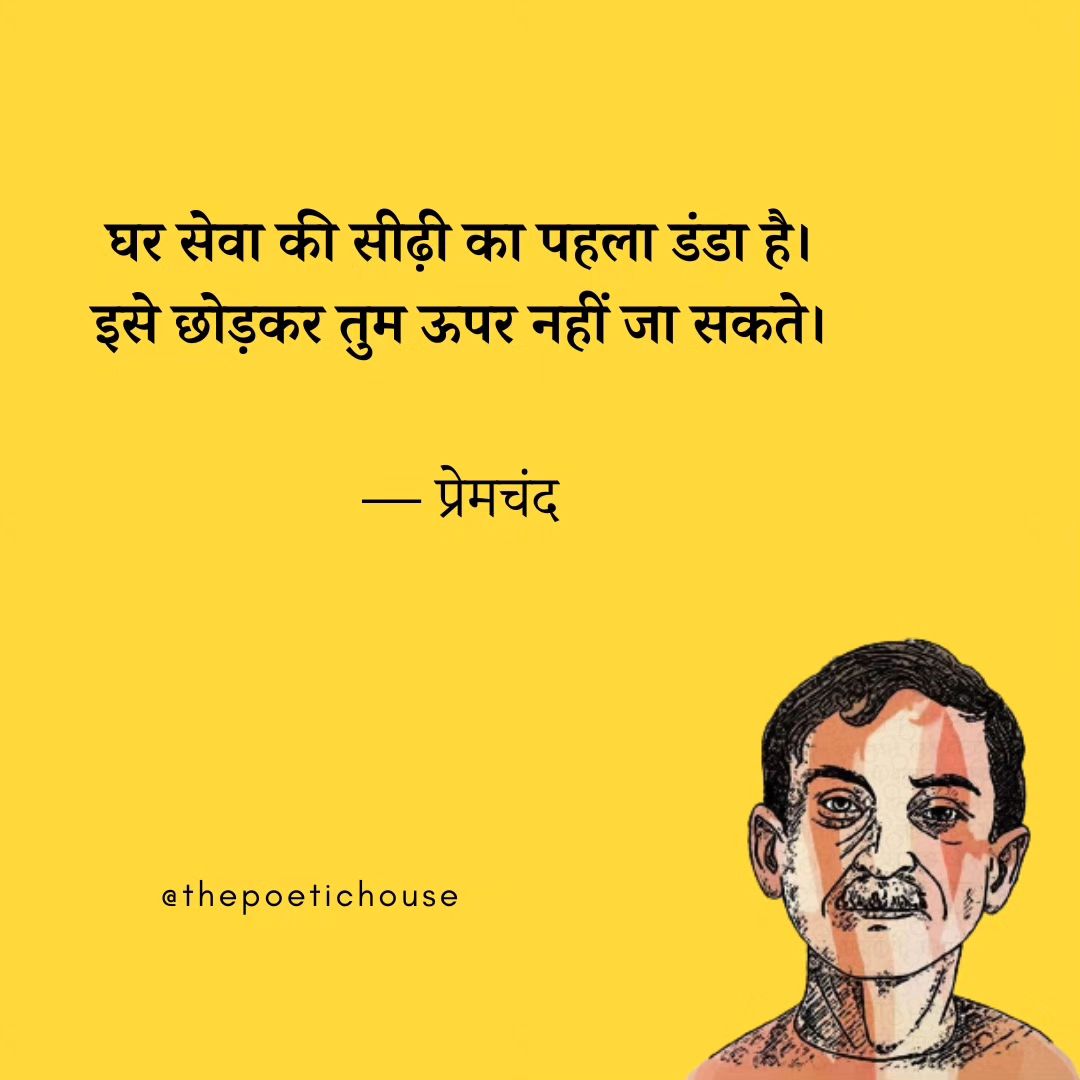 घर सेवा की सीढ़ी का पहला डंडा है।
इसे छोड़कर तुम ऊपर नहीं जा सकते।
— प्रेमचंद
@thepoetichouse